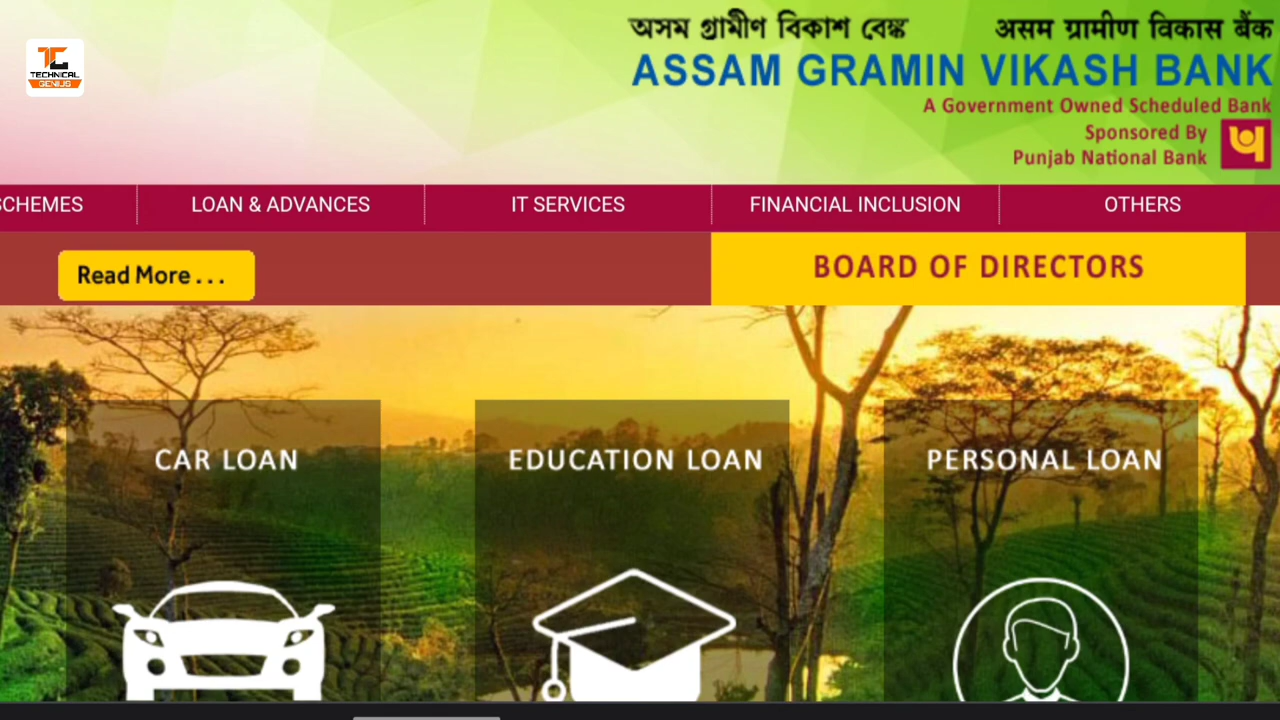 অসম গ্রামীণ বিকাশ বেঙ্ক असम ग्रामीण विकास बैंक
TECHNICAL
GENIUS
ASSAM GRAMIN VIKASH BANK
A Government Owned Scheduled Bank
Sponsored By
Punjab National Bank
SCHEMES LOAN & ADVANCES IT SERVICES FINANCIAL INCLUSION OTHERS
Read More . . . BOARD OF DIRECTORS
CAR LOAN EDUCATION LOAN PERSONAL LOAN